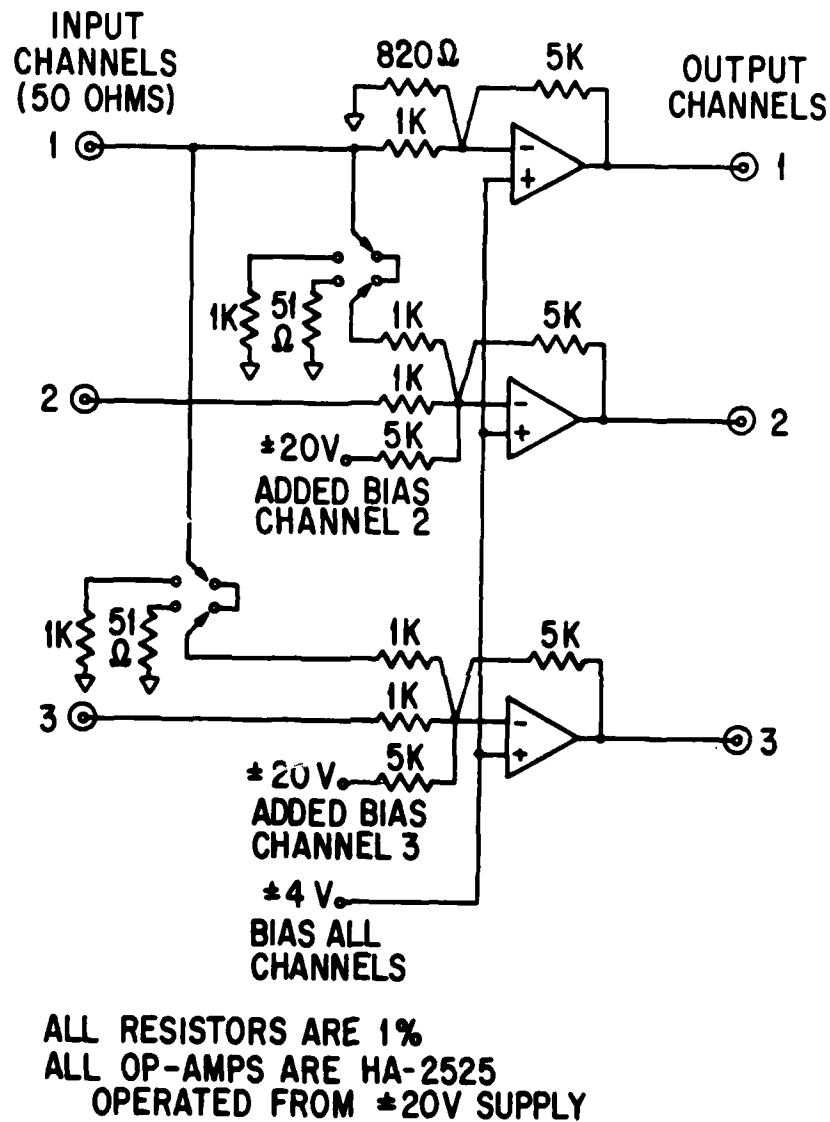 INPUT
CHANNELS
(50 OHMS)
820Ω
5K
OUTPUT
CHANNELS
1
1K
-
+
1
1K
51
Ω
1K
5K
2
1K
-
+
2
±20V
5K
ADDED BIAS
CHANNEL 2
1K
51
Ω
1K
5K
3
1K
-
+
3
±20V
5K
ADDED BIAS
CHANNEL 3
±4 V
BIAS ALL
CHANNELS
ALL RESISTORS ARE 1%
ALL OP-AMPS ARE HA-2525
OPERATED FROM ±20V SUPPLY